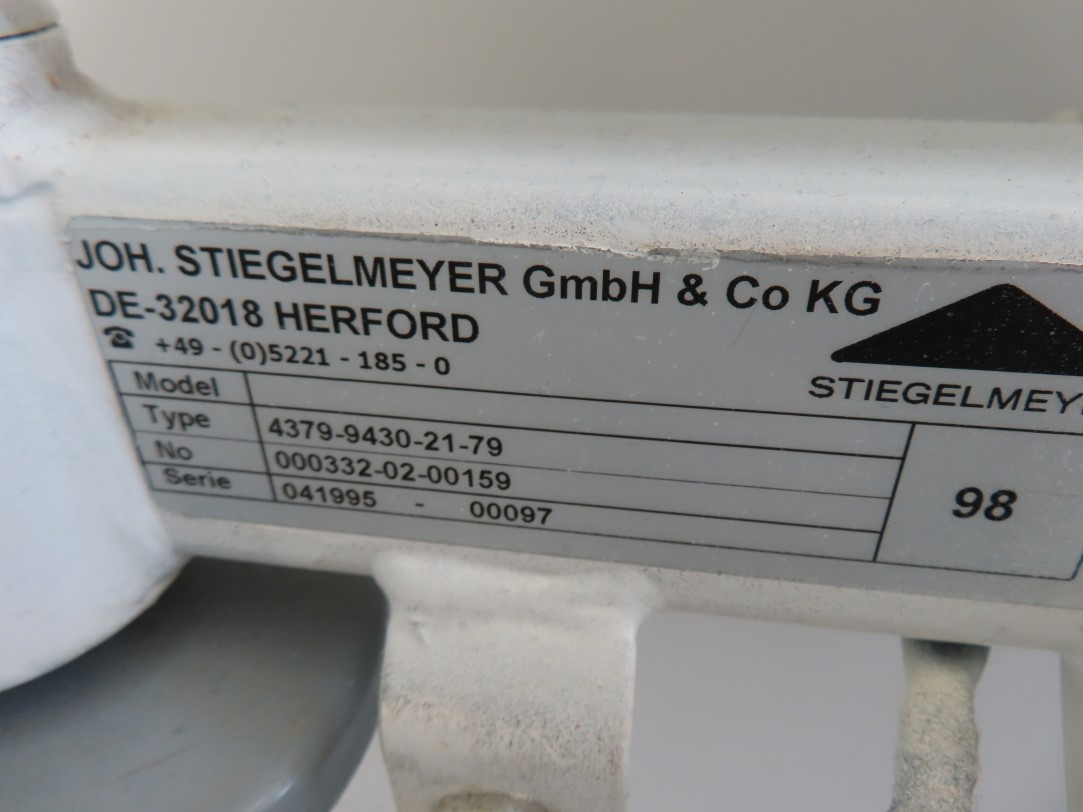 JOH. STIEGELMEYER GmbH & Co KG
DE-32018 HERFORD
☎ +49 - (0)5221 - 185 - 0
STIEGELMEY
Model
Type 4379-9430-21-79
No 000332-02-00159
Serie 041995 - 00097
98